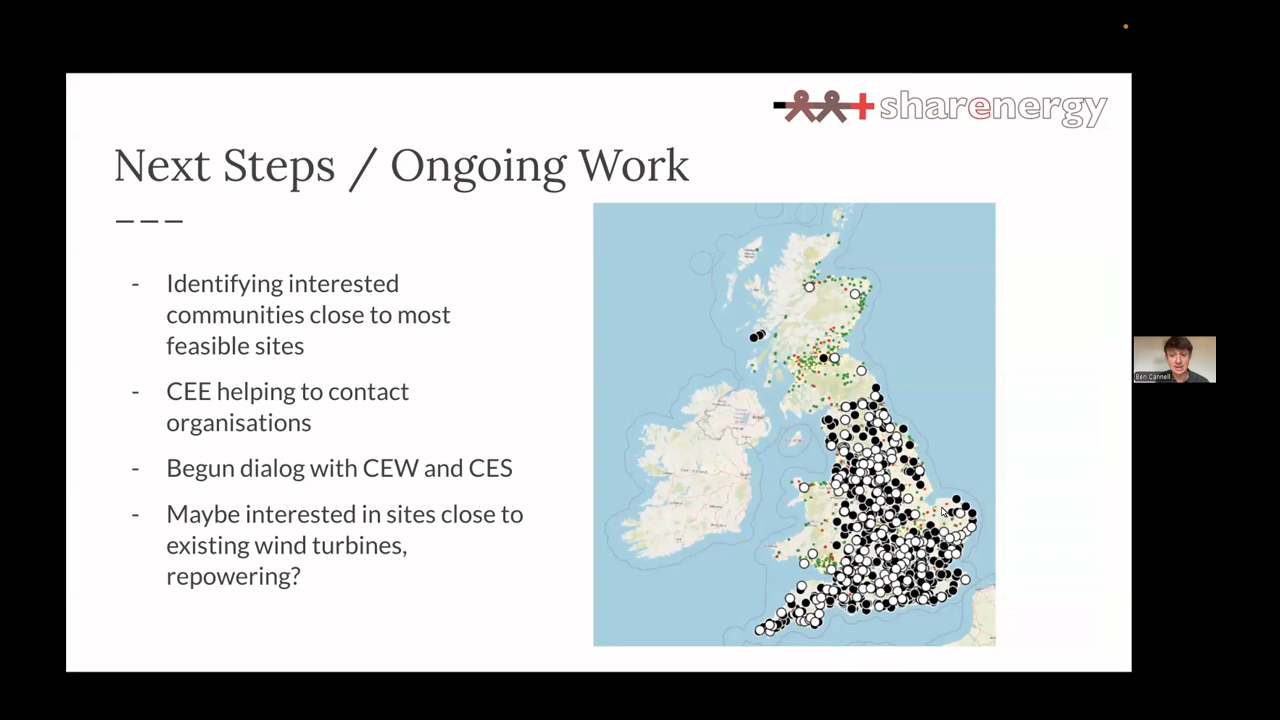 sharenergy
Next Steps / Ongoing Work
---
- Identifying interested
communities close to most
feasible sites
- CEE helping to contact
organisations
- Begun dialog with CEW and CES
- Maybe interested in sites close to
existing wind turbines,
repowering?
Ben Cannell